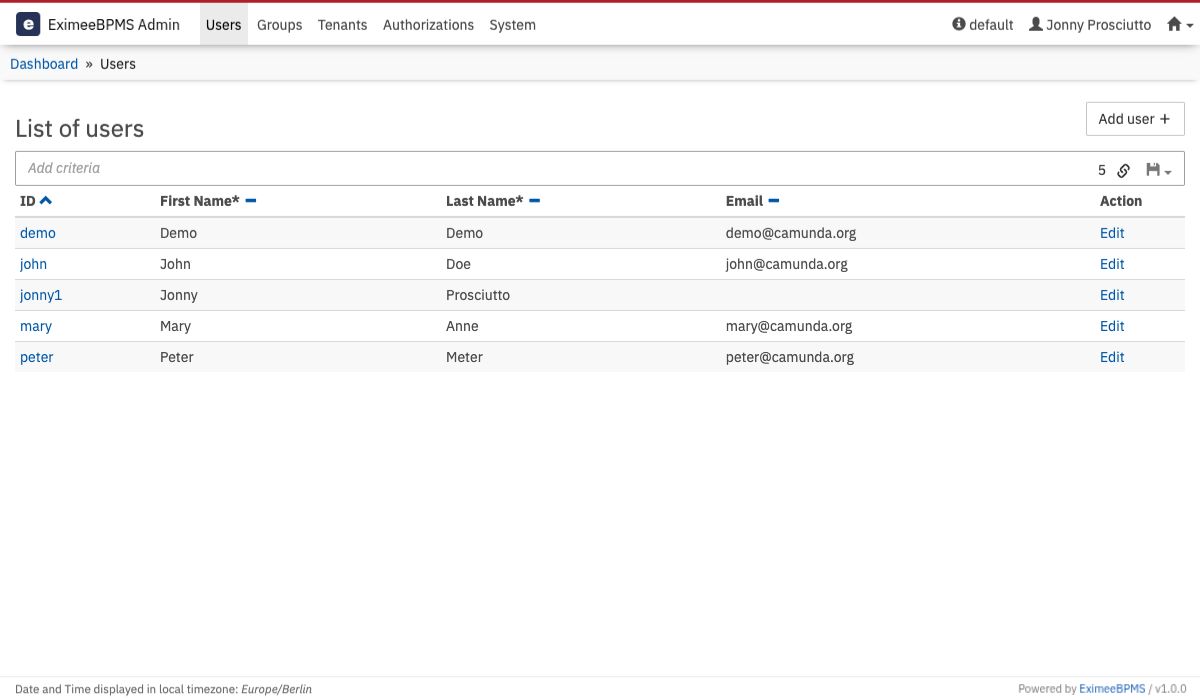 e EximeeBPMS Admin Users Groups Tenants Authorizations System default Jonny Prosciutto
Dashboard » Users
List of users
Add user +
Add criteria 5
ID First Name* Last Name* Email Action
demo Demo Demo demo@camunda.org Edit
john John Doe john@camunda.org Edit
jonny1 Jonny Prosciutto Edit
mary Mary Anne mary@camunda.org Edit
peter Peter Meter peter@camunda.org Edit
Date and Time displayed in local timezone: Europe/Berlin Powered by EximeeBPMS / v1.0.0